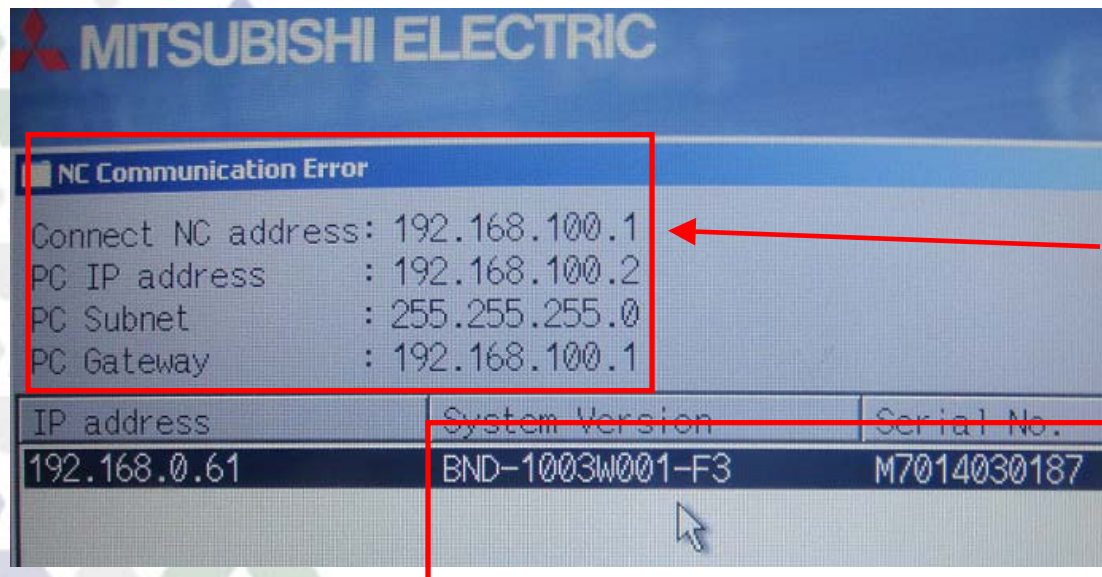 MITSUBISHI ELECTRIC
NC Communication Error
Connect NC address: 192.168.100.1
PC IP address : 192.168.100.2
PC Subnet : 255.255.255.0
PC Gateway : 192.168.100.1
IP address System Version Serial No.
192.168.0.61 BND-1003W001-F3 M7014030187